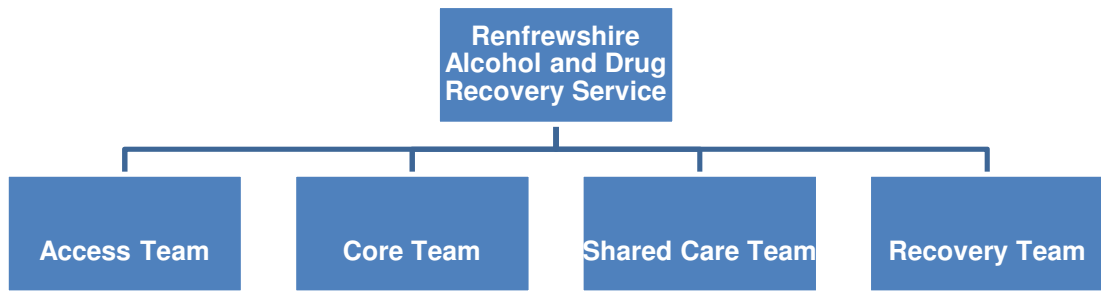 Renfrewshire
Alcohol and Drug
Recovery Service
Access Team
Core Team
Shared Care Team
Recovery Team